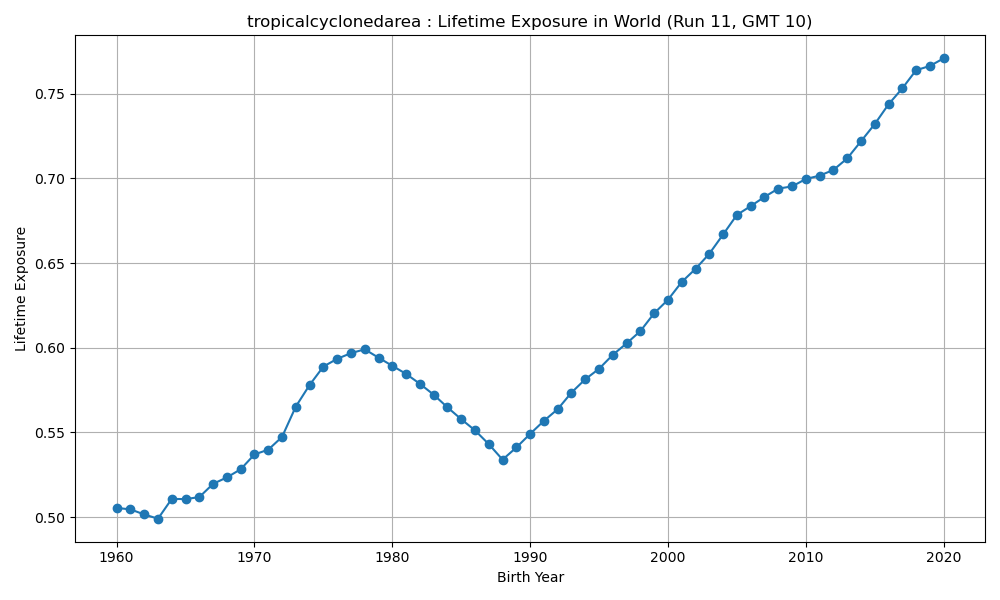 tropicalcyclonedarea : Lifetime Exposure in World (Run 11, GMT 10)
0.75
0.70
0.65
0.60
0.55
0.50
Lifetime Exposure
1960 1970 1980 1990 2000 2010 2020
Birth Year